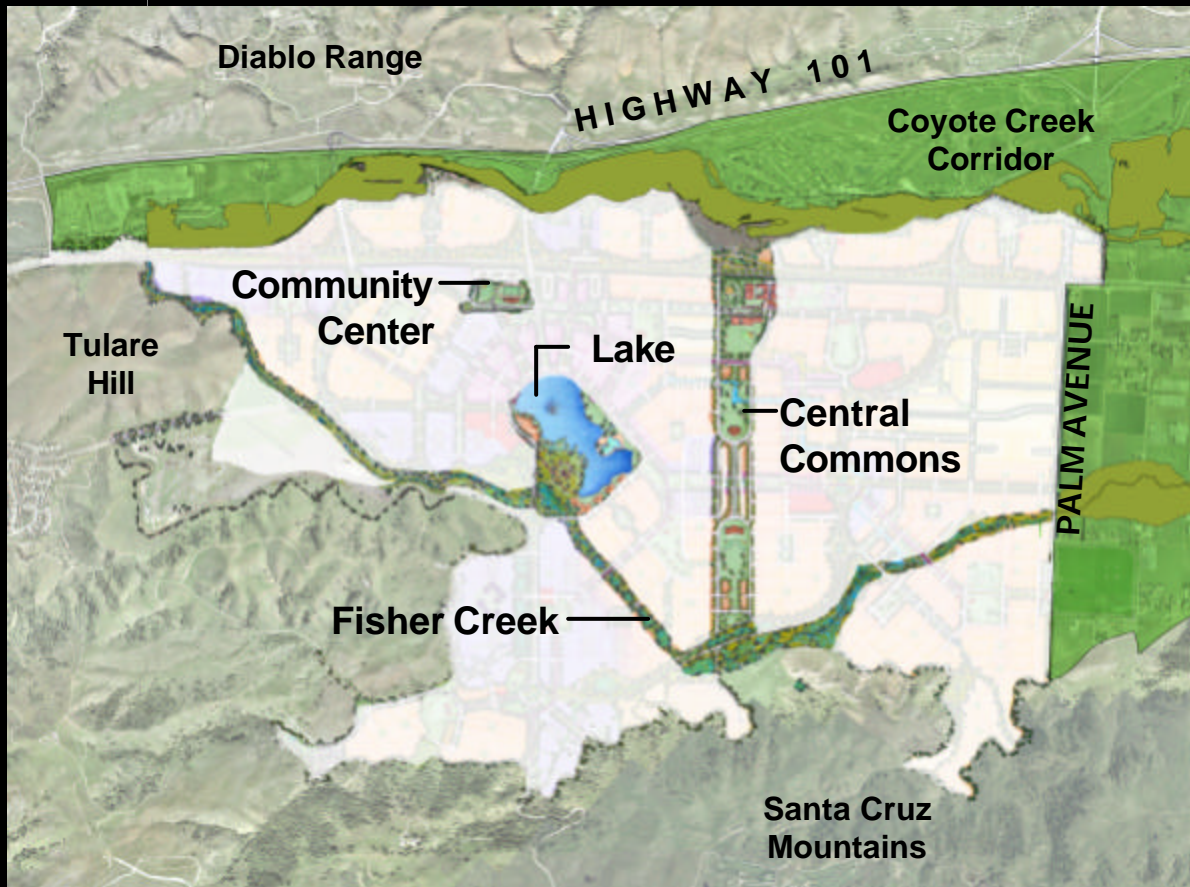 Diablo Range
HIGHWAY 101
Coyote Creek
Corridor
Community
Center
Tulare
Hill
Lake
PALM AVENUE
Central
Commons
Fisher Creek
Santa Cruz
Mountains